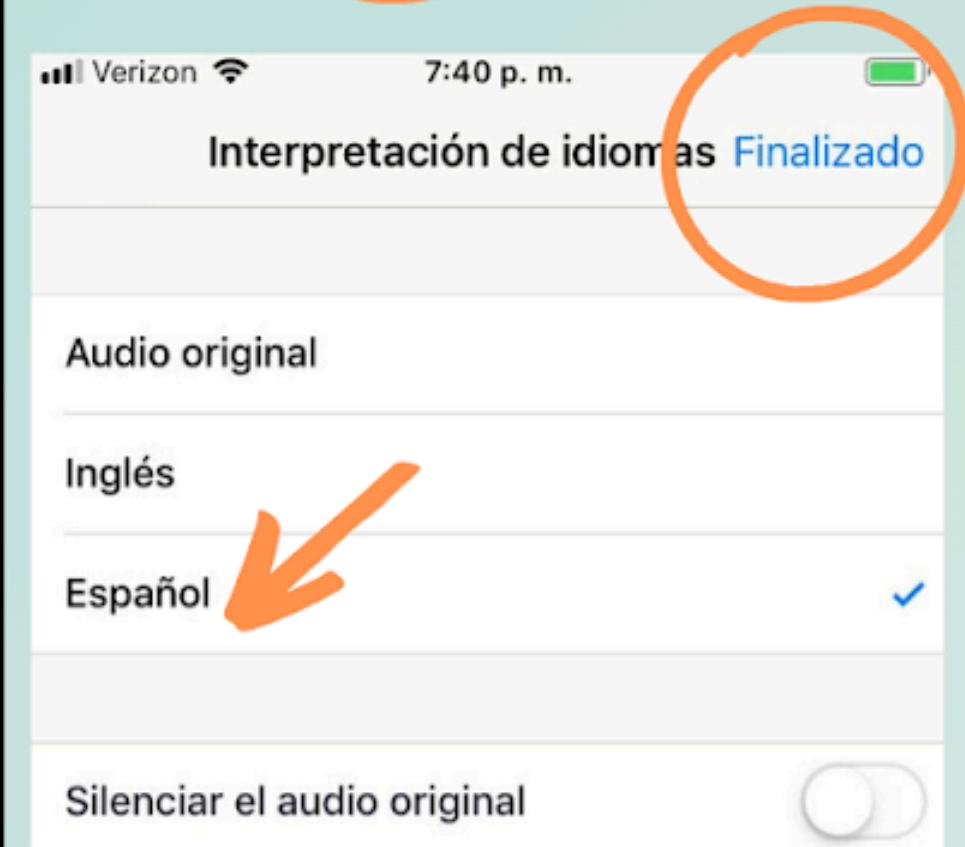 Verizon 7:40 p. m.
Interpretación de idiomas Finalizado
Audio original
Inglés
Español
Silenciar el audio original